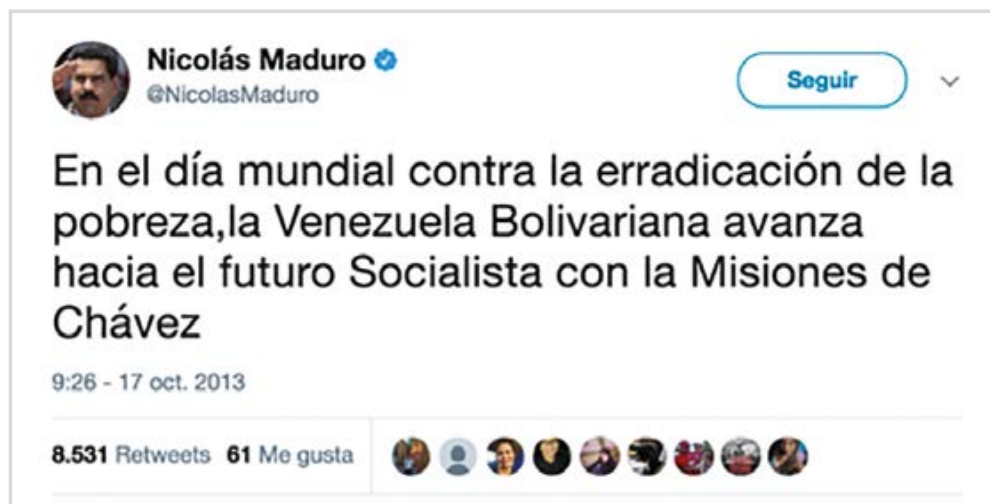 Nicolás Maduro
@NicolasMaduro
Seguir
En el día mundial contra la erradicación de la
pobreza,la Venezuela Bolivariana avanza
hacia el futuro Socialista con la Misiones de
Chávez
9:26 - 17 oct. 2013
8.531 Retweets 61 Me gusta